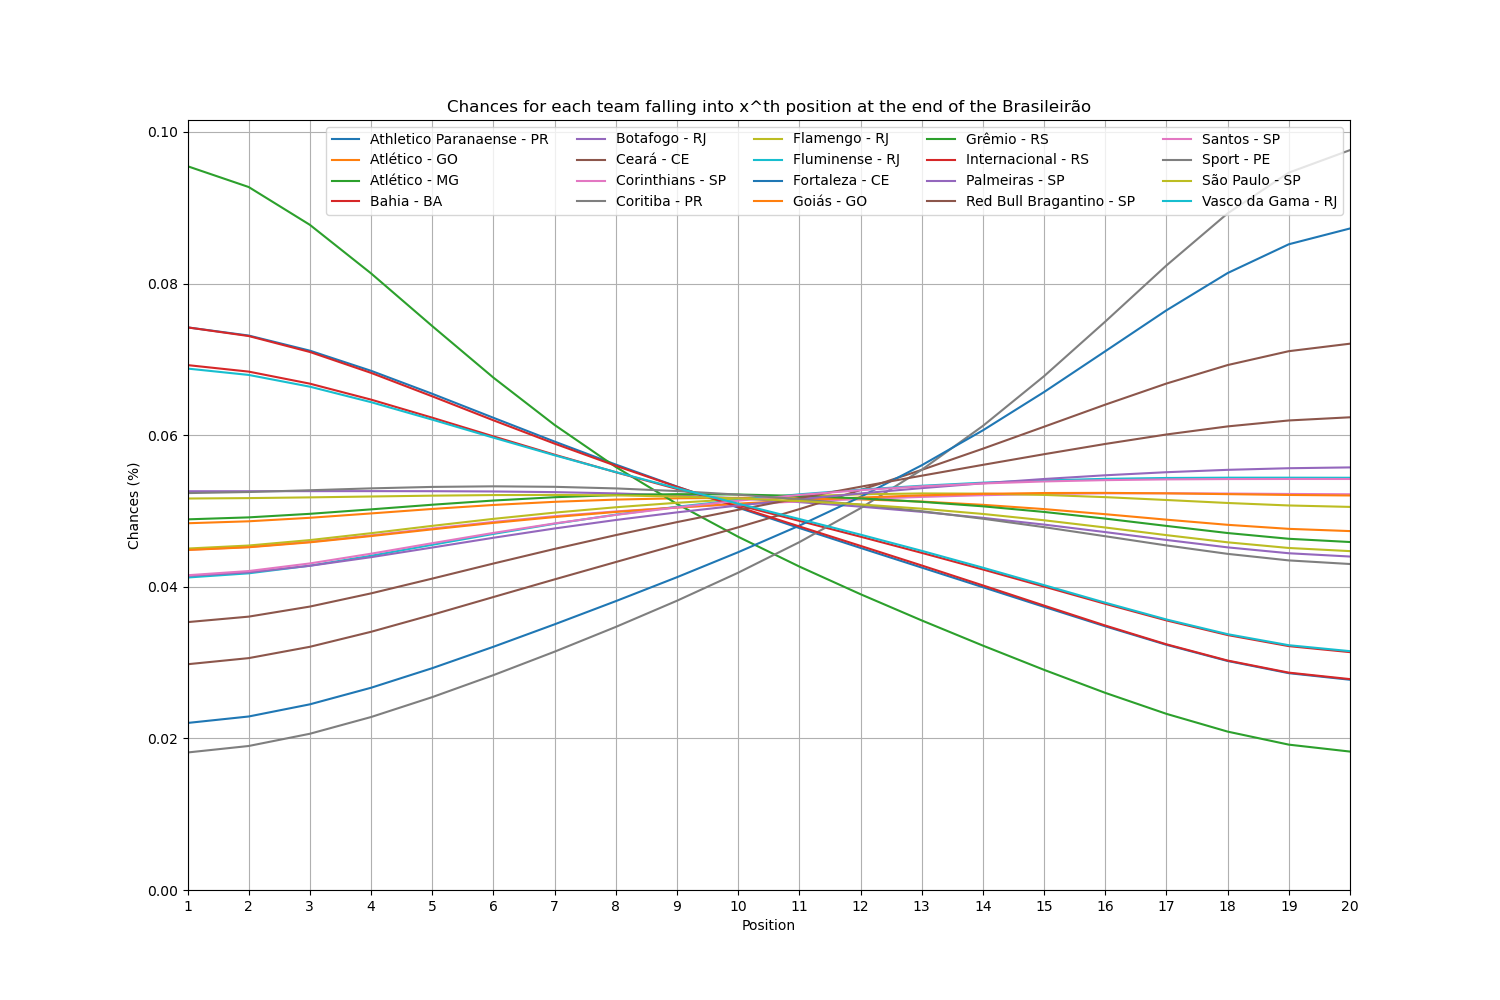 Chances for each team falling into x^th position at the end of the Brasileirão
Athletico Paranaense - PR
Atlético - GO
Atlético - MG
Bahia - BA
Botafogo - RJ
Ceará - CE
Corinthians - SP
Coritiba - PR
Flamengo - RJ
Fluminense - RJ
Fortaleza - CE
Goiás - GO
Grêmio - RS
Internacional - RS
Palmeiras - SP
Red Bull Bragantino - SP
Santos - SP
Sport - PE
São Paulo - SP
Vasco da Gama - RJ
Chances (%)
0.10
0.08
0.06
0.04
0.02
0.00
1 2 3 4 5 6 7 8 9 10 11 12 13 14 15 16 17 18 19 20
Position